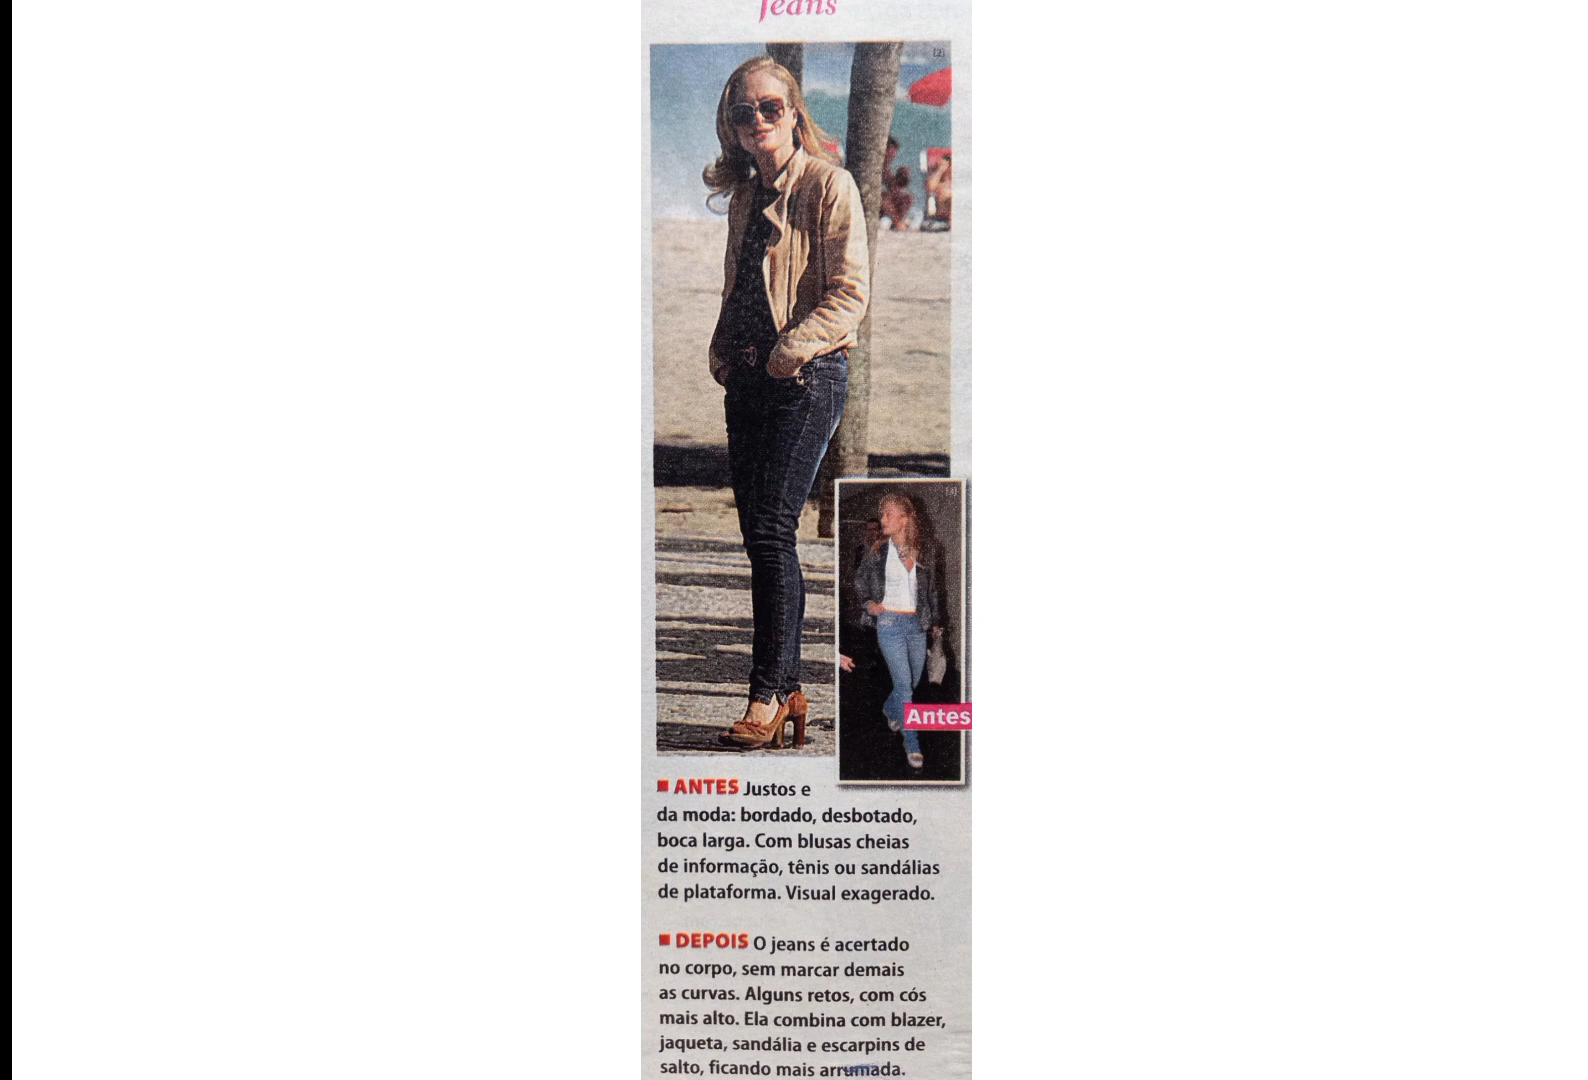 Jeans
(2)
(3)
Antes
ANTES Justos e
da moda: bordado, desbotado,
boca larga. Com blusas cheias
de informação, tênis ou sandálias
de plataforma. Visual exagerado.
DEPOIS O jeans é acertado
no corpo, sem marcar demais
as curvas. Alguns retos, com cós
mais alto. Ela combina com blazer,
jaqueta, sandália e escarpins de
salto, ficando mais arrumada.